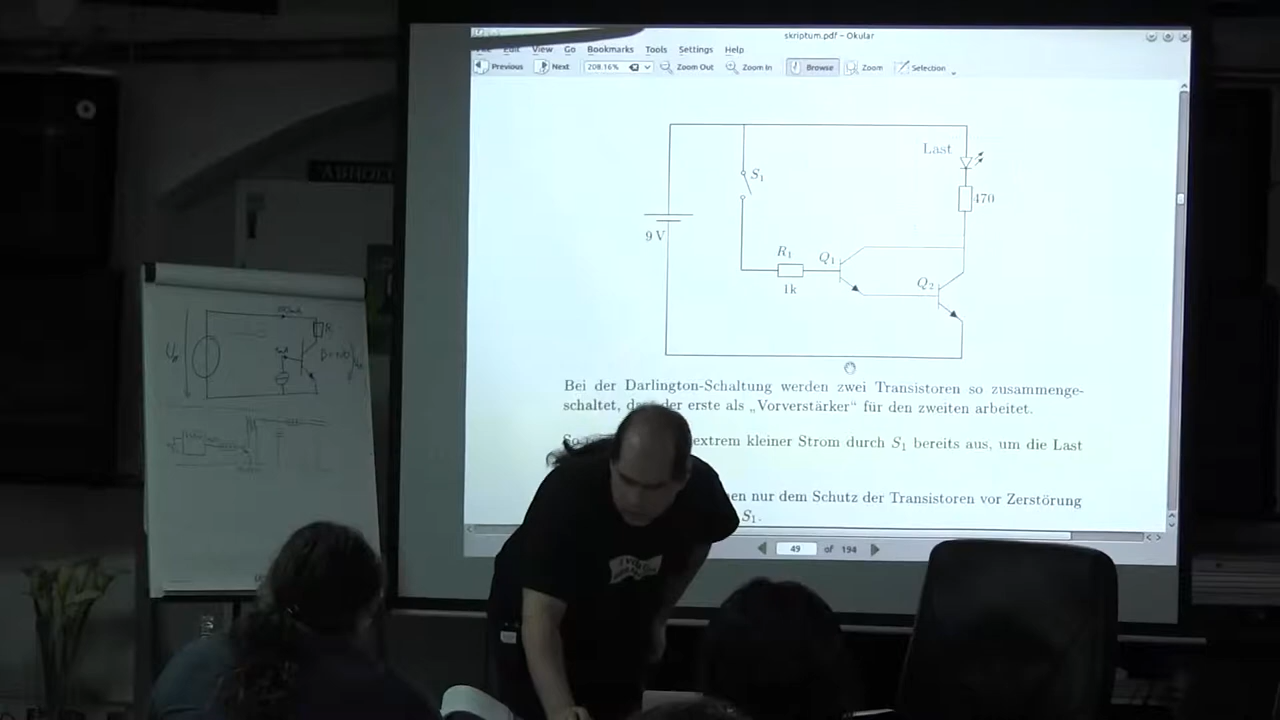 skriptum.pdf – Okular
Edit View Go Bookmarks Tools Settings Help
Previous Next 208.16% Zoom Out Zoom In Browse Zoom Selection
Last
S1
470
9 V
R1
Q1
1k
Q2
Bei der Darlington-Schaltung werden zwei Transistoren so zusammenge-
schaltet, der erste als „Vorverstärker“ für den zweiten arbeitet.
So extrem kleiner Strom durch S1 bereits aus, um die Last
nur dem Schutz der Transistoren vor Zerstörung
S1.
49 of 194
R